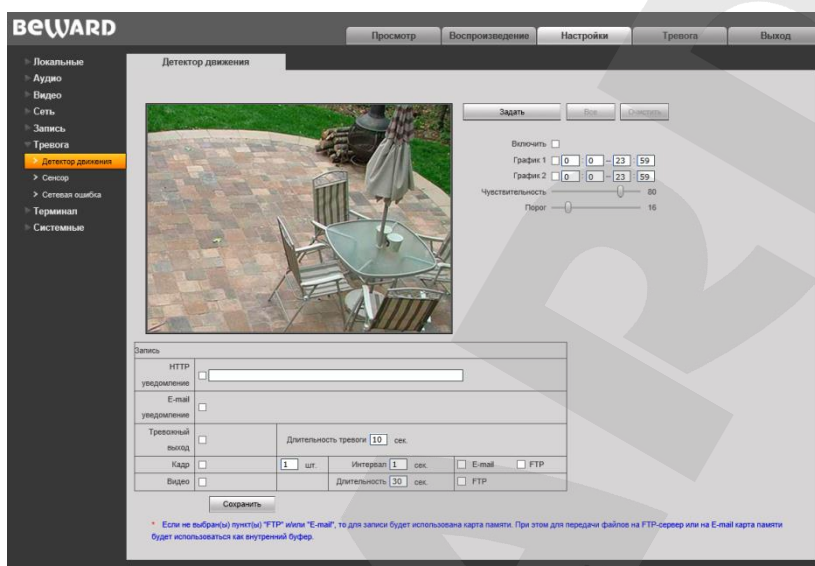 BEWARD
Просмотр Воспроизведение Настройки Тревога Выход
Локальные
Аудио
Видео
Сеть
Запись
Тревога
Детектор движения
Сенсор
Сетевая ошибка
Терминал
Системные
Детектор движения
Задать Все Очистить
Включить
График 1 0 : 0 – 23 : 59
График 2 0 : 0 – 23 : 59
Чувствительность 80
Порог 16
Запись
HTTP
уведомление
E-mail
уведомление
Тревожный
выход Длительность тревоги 10 сек.
Кадр 1 шт. Интервал 1 сек. E-mail FTP
Видео Длительность 30 сек. FTP
Сохранить
* Если не выбран(ы) пункт(ы) "FTP" и/или "E-mail", то для записи будет использована карта памяти. При этом для передачи файлов на FTP-сервер или на E-mail карта памяти
будет использоваться как внутренний буфер.